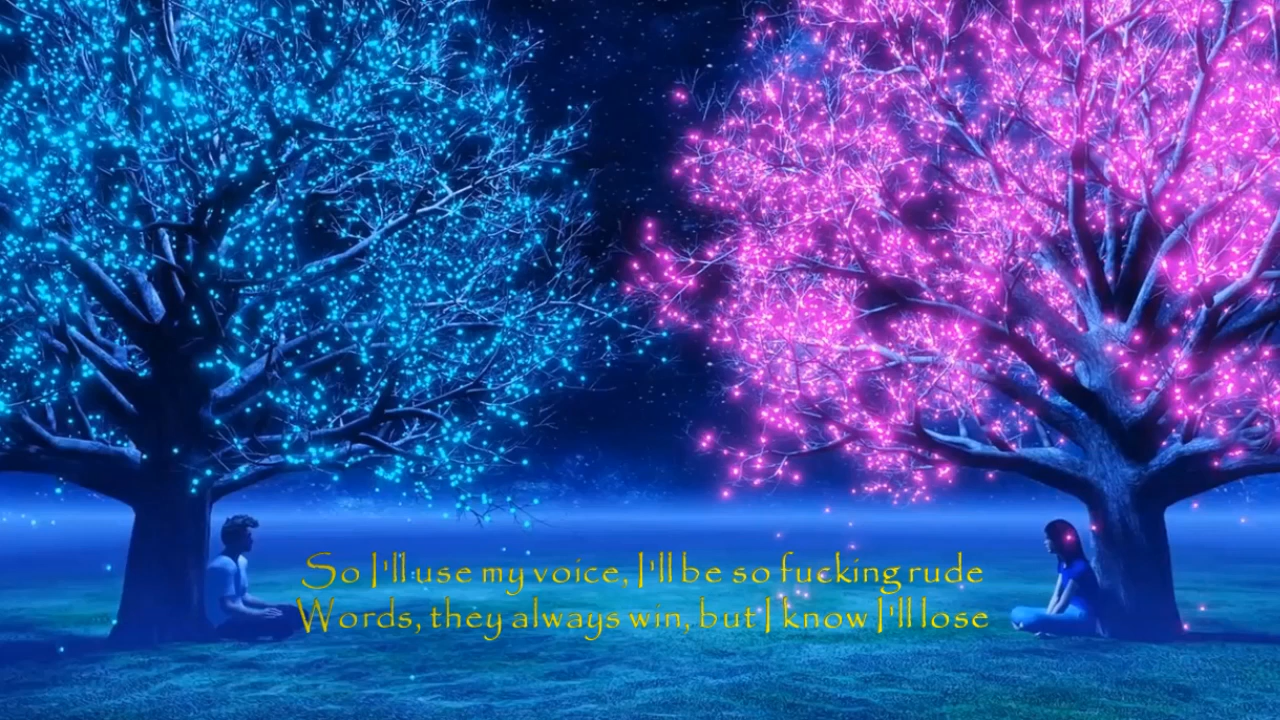 So I'll use my voice, I'll be so fucking rude
Words, they always win, but I know I'll lose